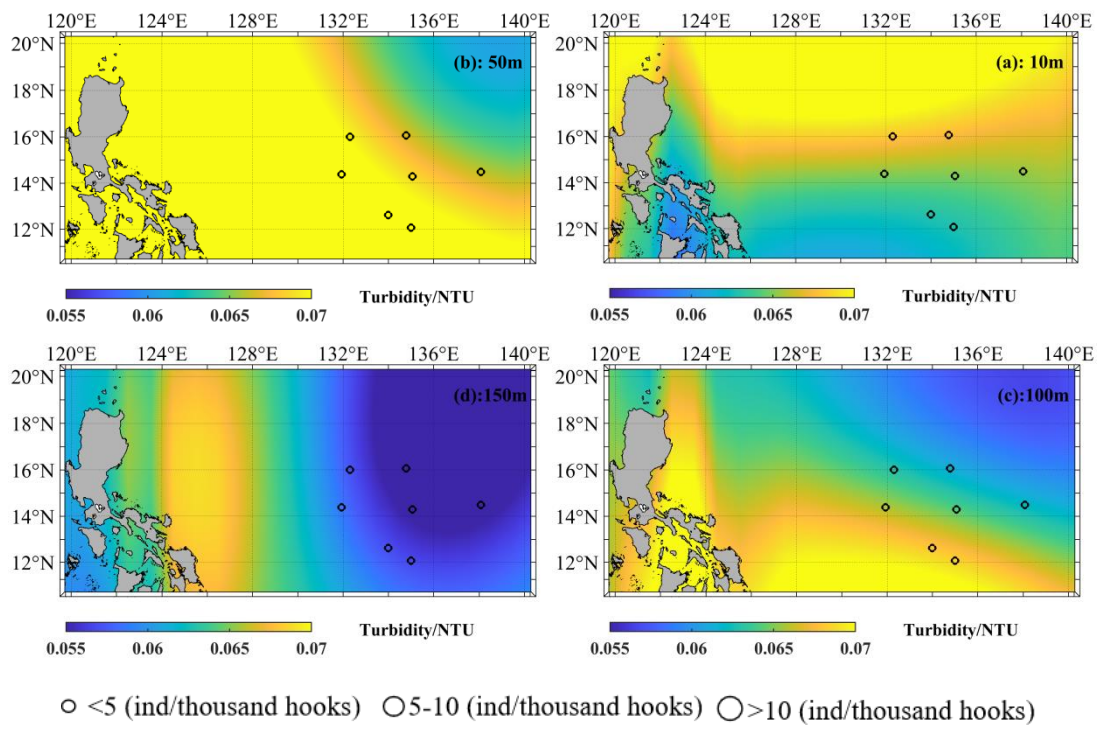 120°E 124°E 128°E 132°E 136°E 140°E
20°N
18°N
16°N
14°N
12°N
(b): 50m
0.055 0.06 0.065 0.07
Turbidity/NTU
120°E 124°E 128°E 132°E 136°E 140°E
20°N
18°N
16°N
14°N
12°N
(a): 10m
0.055 0.06 0.065 0.07
Turbidity/NTU
120°E 124°E 128°E 132°E 136°E 140°E
20°N
18°N
16°N
14°N
12°N
(d):150m
0.055 0.06 0.065 0.07
Turbidity/NTU
120°E 124°E 128°E 132°E 136°E 140°E
20°N
18°N
16°N
14°N
12°N
(c):100m
0.055 0.06 0.065 0.07
Turbidity/NTU
<5 (ind/thousand hooks) 5-10 (ind/thousand hooks) >10 (ind/thousand hooks)